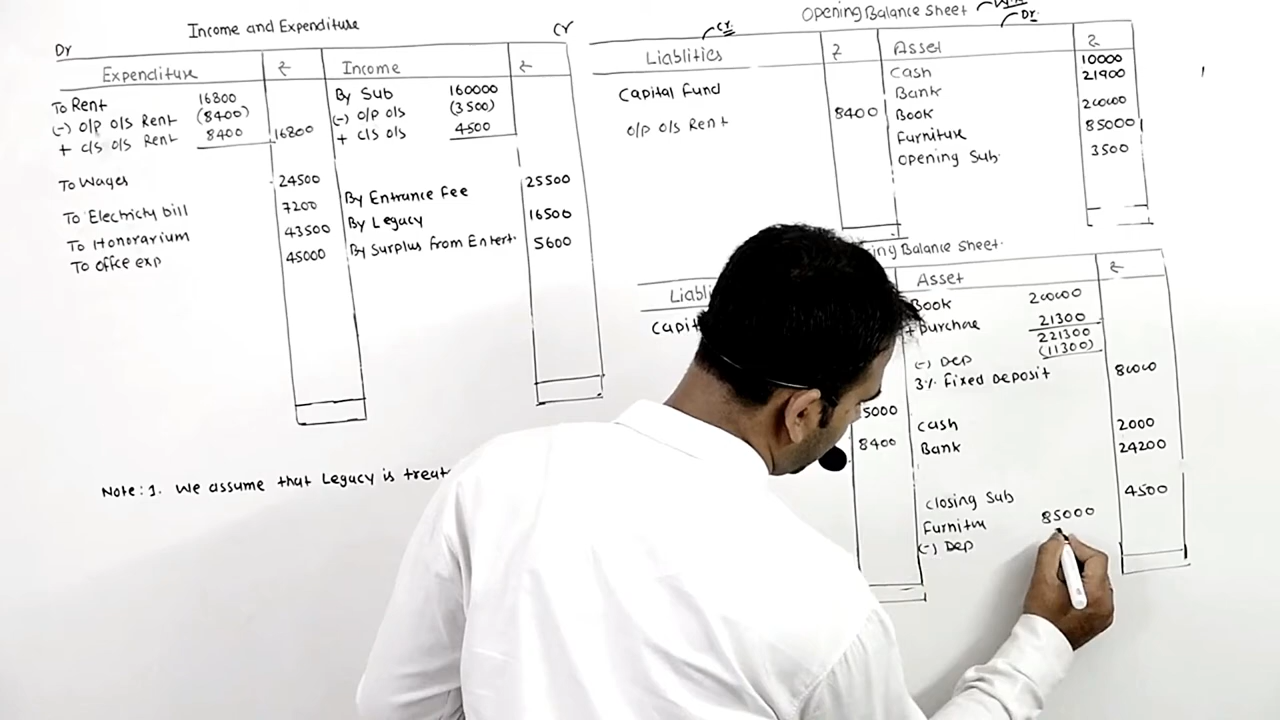 Income and Expenditure
Dr Cr
Expenditure ₹ Income ₹
To Rent 16800
(-) o/p o/s Rent (8400)
+ c/s o/s Rent 8400 16800
To Wages 24500
To Electricty bill 7200
To Honorarium 43500
To offce exp 45000
By Sub 160000
(-) o/p o/s (3500)
+ c/s o/s 4500
By Entrance Fee 25500
By Legacy 16500
By Surplus from Entert. 5600
Note: 1. We assume that Legacy is
Opening Balance Sheet
Cr. Dr.
Liablities ₹ Asset ₹
Capital Fund
o/p o/s Rent 8400
Cash 10000
Bank 21900
Book 200000
Furniture 85000
Opening Sub. 3500
Balance Sheet.
Asset ₹
Book 200000
+ Purchae 21300
221300
(-) Dep (11300)
3% Fixed Deposit 80000
5000
Cash 2000
8400 Bank 24200
Closing Sub 4500
Furnitre 85000
(-) Dep